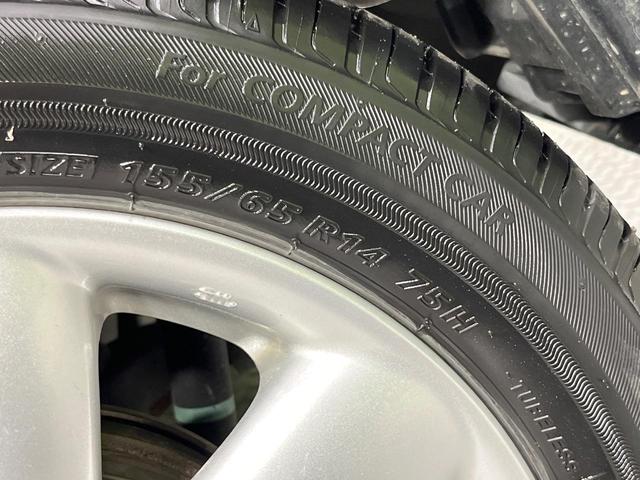 For COMPACT CAR
SIZE 155/65 R14 75H
TUBELESS